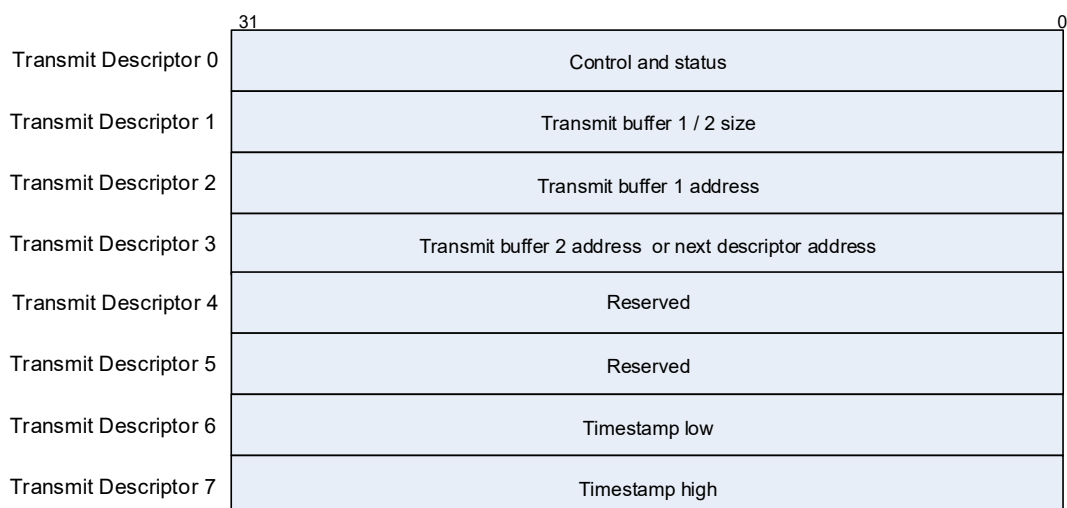 31 0
Transmit Descriptor 0 Control and status
Transmit Descriptor 1 Transmit buffer 1 / 2 size
Transmit Descriptor 2 Transmit buffer 1 address
Transmit Descriptor 3 Transmit buffer 2 address or next descriptor address
Transmit Descriptor 4 Reserved
Transmit Descriptor 5 Reserved
Transmit Descriptor 6 Timestamp low
Transmit Descriptor 7 Timestamp high